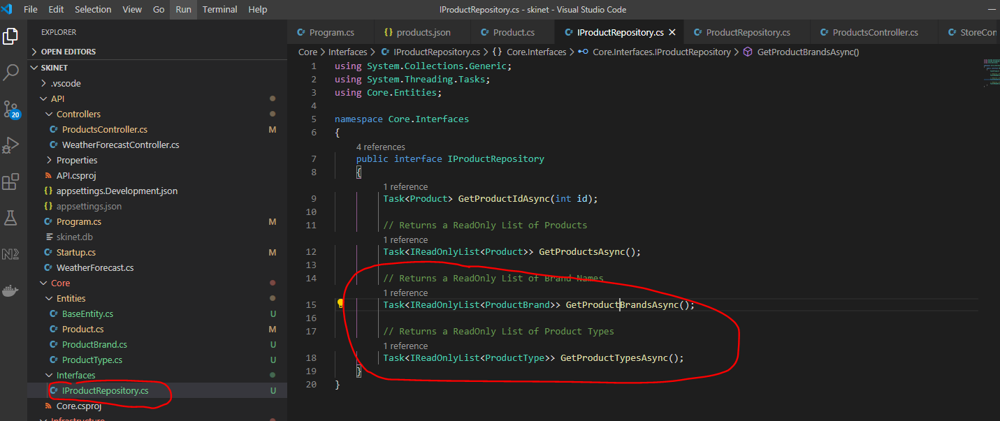 File Edit Selection View Go Run Terminal Help
IProductRepository.cs - skinet - Visual Studio Code
EXPLORER
OPEN EDITORS
SKINET
.vscode
API
Controllers
ProductsController.cs M
WeatherForecastController.cs
Properties
API.csproj
{} appsettings.Development.json
{} appsettings.json
Program.cs M
skinet.db
Startup.cs M
WeatherForecast.cs
Core
Entities
BaseEntity.cs U
Product.cs M
ProductBrand.cs U
ProductType.cs U
Interfaces
IProductRepository.cs U
Core.csproj
Infrastructure
20
Program.cs {} products.json Product.cs IProductRepository.cs ProductRepository.cs ProductsController.cs StoreCon
Core > Interfaces > IProductRepository.cs > {} Core.Interfaces > Core.Interfaces.IProductRepository > GetProductBrandsAsync()
1 using System.Collections.Generic;
2 using System.Threading.Tasks;
3 using Core.Entities;
4
5 namespace Core.Interfaces
6 {
4 references
7 public interface IProductRepository
8 {
1 reference
9 Task<Product> GetProductIdAsync(int id);
10
11 // Returns a ReadOnly List of Products
1 reference
12 Task<IReadOnlyList<Product>> GetProductsAsync();
13
14 // Returns a ReadOnly List of Brand Names
1 reference
15 Task<IReadOnlyList<ProductBrand>> GetProductBrandsAsync();
16
17 // Returns a ReadOnly List of Product Types
1 reference
18 Task<IReadOnlyList<ProductType>> GetProductTypesAsync();
19 }
20 }